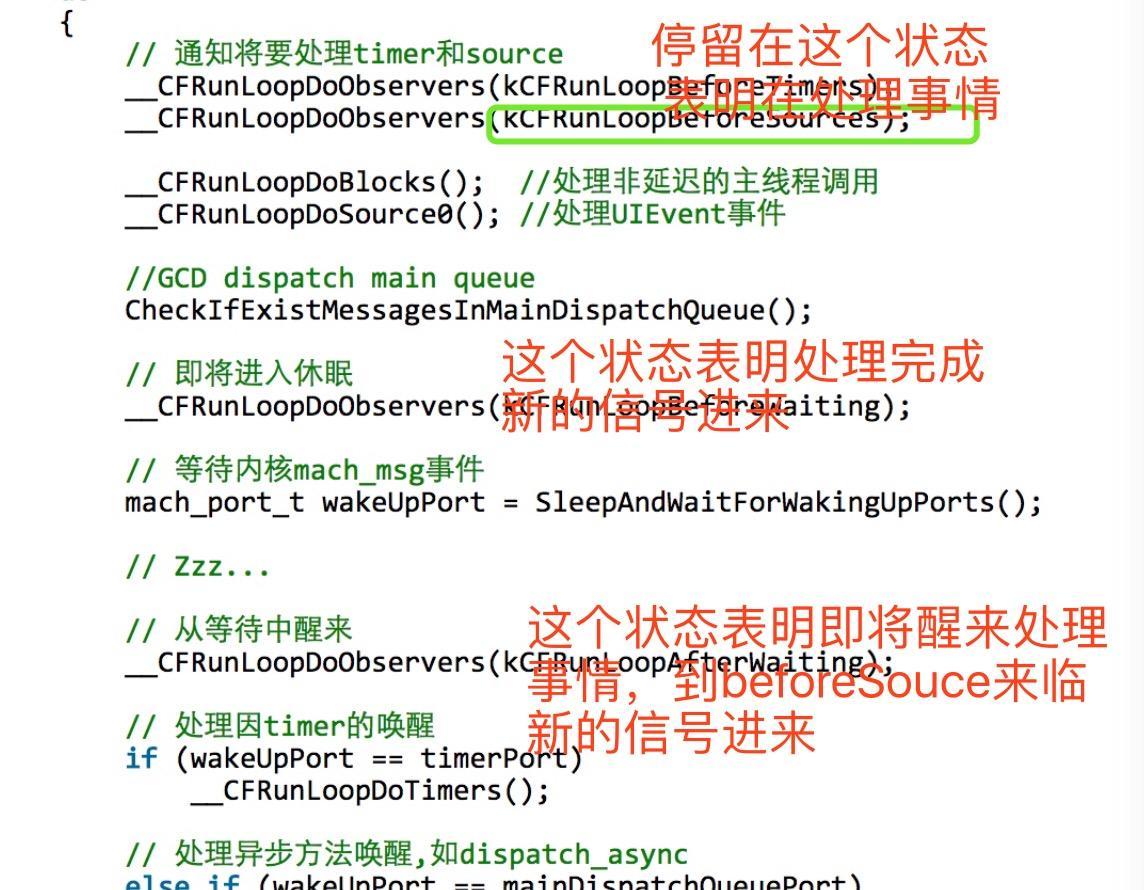 {
// 通知将要处理timer和source
停留在这个状态
__CFRunLoopDoObservers(kCFRunLoopBeforeTimers);
表明在处理事情
__CFRunLoopDoObservers(kCFRunLoopBeforeSources);
__CFRunLoopDoBlocks();  //处理非延迟的主线程调用
__CFRunLoopDoSource0(); //处理UIEvent事件
//GCD dispatch main queue
CheckIfExistMessagesInMainDispatchQueue();
这个状态表明处理完成
// 即将进入休眠
新的信号进来
__CFRunLoopDoObservers(kCFRunLoopBeforeWaiting);
// 等待内核mach_msg事件
mach_port_t wakeUpPort = SleepAndWaitForWakingUpPorts();
// Zzz...
// 从等待中醒来
这个状态表明即将醒来处理
__CFRunLoopDoObservers(kCFRunLoopAfterWaiting);
事情，到beforeSouce来临
// 处理因timer的唤醒
新的信号进来
if (wakeUpPort == timerPort)
__CFRunLoopDoTimers();
// 处理异步方法唤醒,如dispatch_async
else if (wakeUpPort == mainDispatchQueuePort)